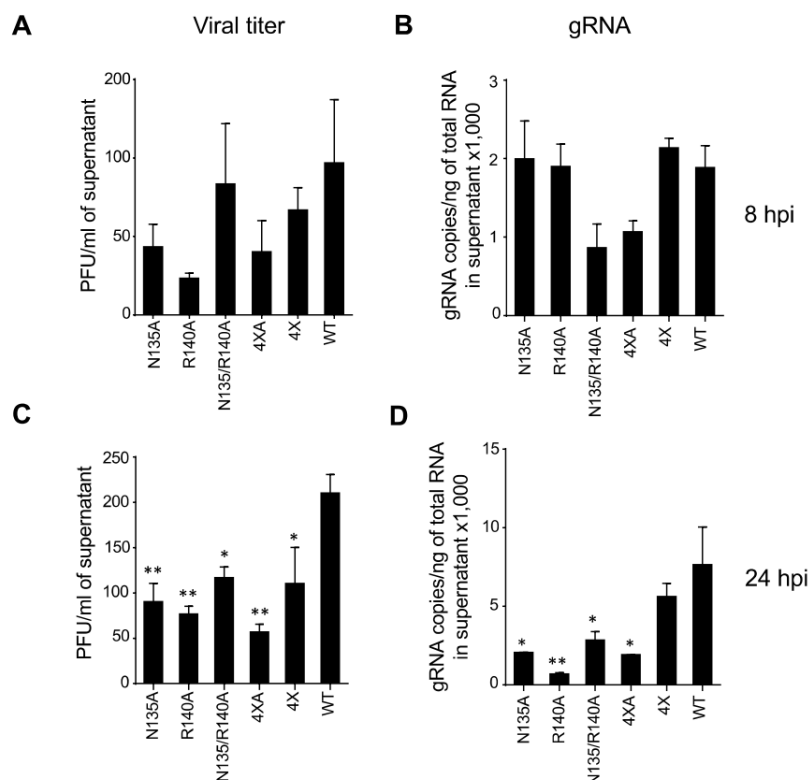 A
Viral titer
B
gRNA
PFU/ml of supernatant
200
100
50
0
N135A
R140A
N135/R140A
4XA
4X
WT
gRNA copies/ng of total RNA
in supernatant x1,000
3
2
1
0
N135A
R140A
N135/R140A
4XA
4X
WT
8 hpi
C
D
PFU/ml of supernatant
250
200
150
100
50
0
**
**
*
**
*
N135A
R140A
N135/R140A
4XA
4X
WT
gRNA copies/ng of total RNA
in supernatant x1,000
15
10
5
0
*
**
*
*
N135A
R140A
N135/R140A
4XA
4X
WT
24 hpi